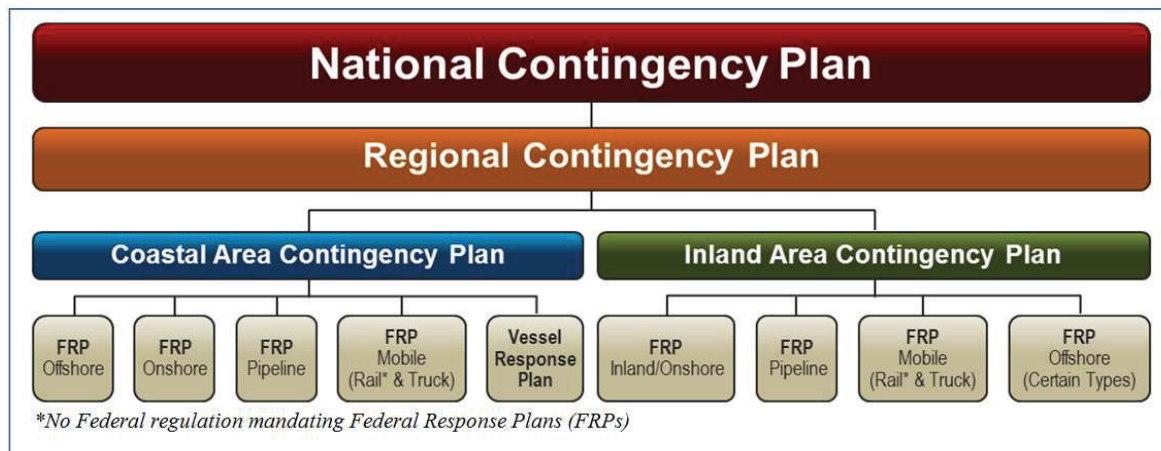 National Contingency Plan
Regional Contingency Plan
Coastal Area Contingency Plan
Inland Area Contingency Plan
FRP
Offshore
FRP
Onshore
FRP
Pipeline
FRP
Mobile
(Rail* & Truck)
Vessel
Response
Plan
FRP
Inland/Onshore
FRP
Pipeline
FRP
Mobile
(Rail* & Truck)
FRP
Offshore
(Certain Types)
*No Federal regulation mandating Federal Response Plans (FRPs)